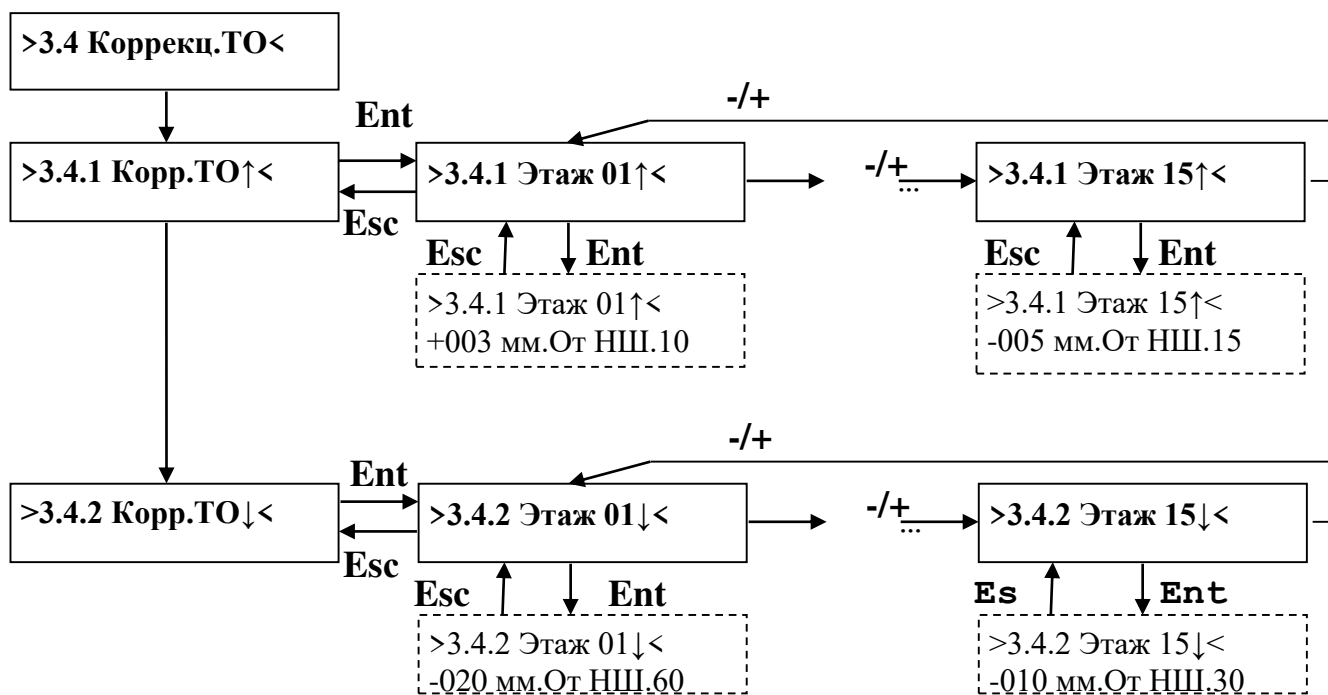 >3.4 Коррекц.ТО<
-/+
Ent
>3.4.1 Корр.ТО↑<
>3.4.1 Этаж 01↑<
-/+
...
>3.4.1 Этаж 15↑<
Esc
Esc
Ent
Esc
Ent
>3.4.1 Этаж 01↑<
+003 мм.От НШ.10
>3.4.1 Этаж 15↑<
-005 мм.От НШ.15
-/+
Ent
>3.4.2 Корр.ТО↓<
>3.4.2 Этаж 01↓<
-/+
...
>3.4.2 Этаж 15↓<
Esc
Esc
Ent
Es
Ent
>3.4.2 Этаж 01↓<
-020 мм.От НШ.60
>3.4.2 Этаж 15↓<
-010 мм.От НШ.30